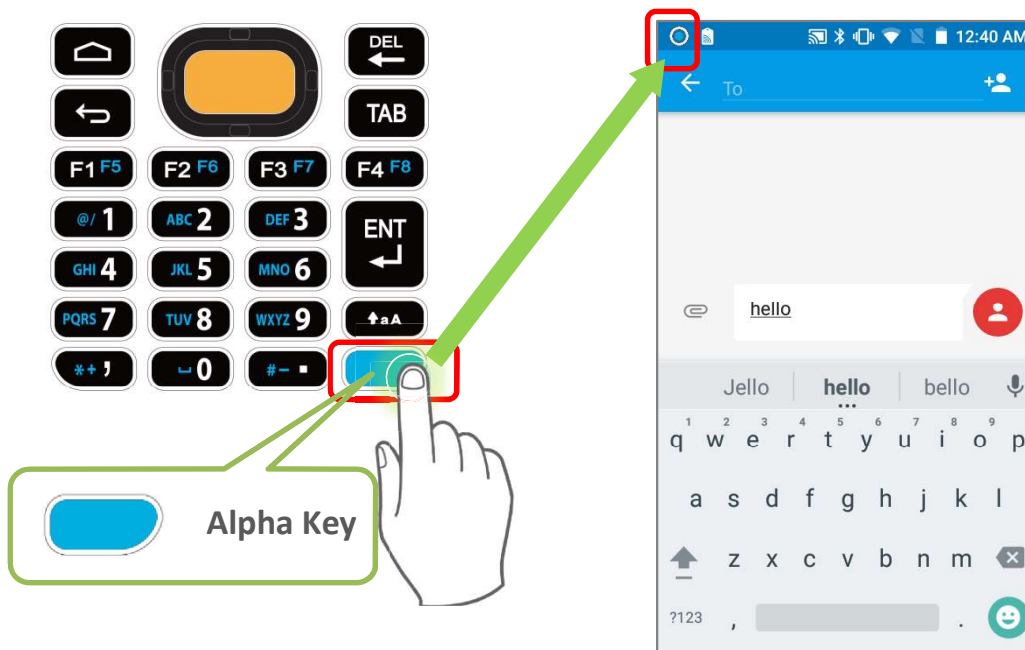 DEL
TAB
F1 F5 F2 F6 F3 F7 F4 F8
@/ 1 ABC 2 DEF 3 ENT
GHI 4 JKL 5 MNO 6
PQRS 7 TUV 8 WXYZ 9 aA
*+ , 0 #- .
Alpha Key
12:40 AM
To
hello
Jello hello bello
1 2 3 4 5 6 7 8 9
q w e r t y u i o p
a s d f g h j k l
z x c v b n m
?123 , .